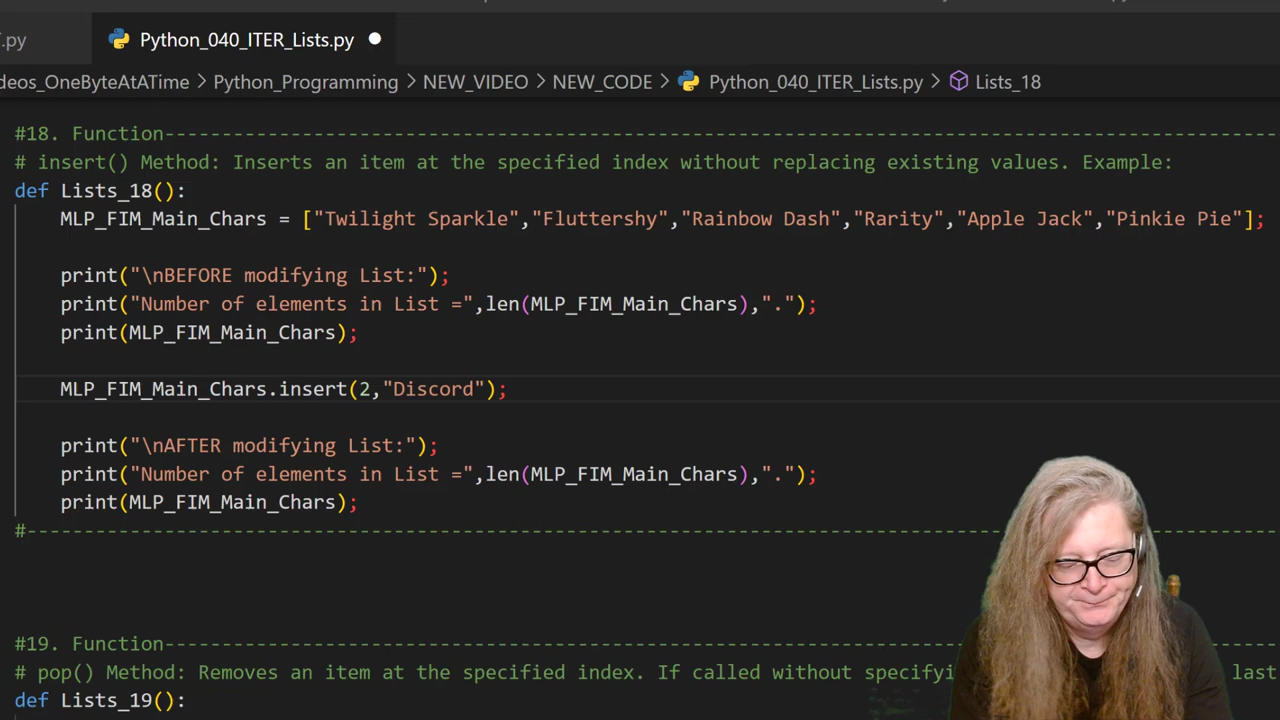 .py
Python_040_ITER_Lists.py
deos_OneByteAtATime > Python_Programming > NEW_VIDEO > NEW_CODE > Python_040_ITER_Lists.py > Lists_18
#18. Function--------------------------------------------------------------------------------------------------
# insert() Method: Inserts an item at the specified index without replacing existing values. Example:
def Lists_18():
MLP_FIM_Main_Chars = ["Twilight Sparkle","Fluttershy","Rainbow Dash","Rarity","Apple Jack","Pinkie Pie"];
print("\nBEFORE modifying List:");
print("Number of elements in List =",len(MLP_FIM_Main_Chars),".");
print(MLP_FIM_Main_Chars);
MLP_FIM_Main_Chars.insert(2,"Discord");
print("\nAFTER modifying List:");
print("Number of elements in List =",len(MLP_FIM_Main_Chars),".");
print(MLP_FIM_Main_Chars);
#--------------------------------------------------------------------------------------------------
#19. Function--------------------------------------------------------------------------------------------------
# pop() Method: Removes an item at the specified index. If called without last
def Lists_19():